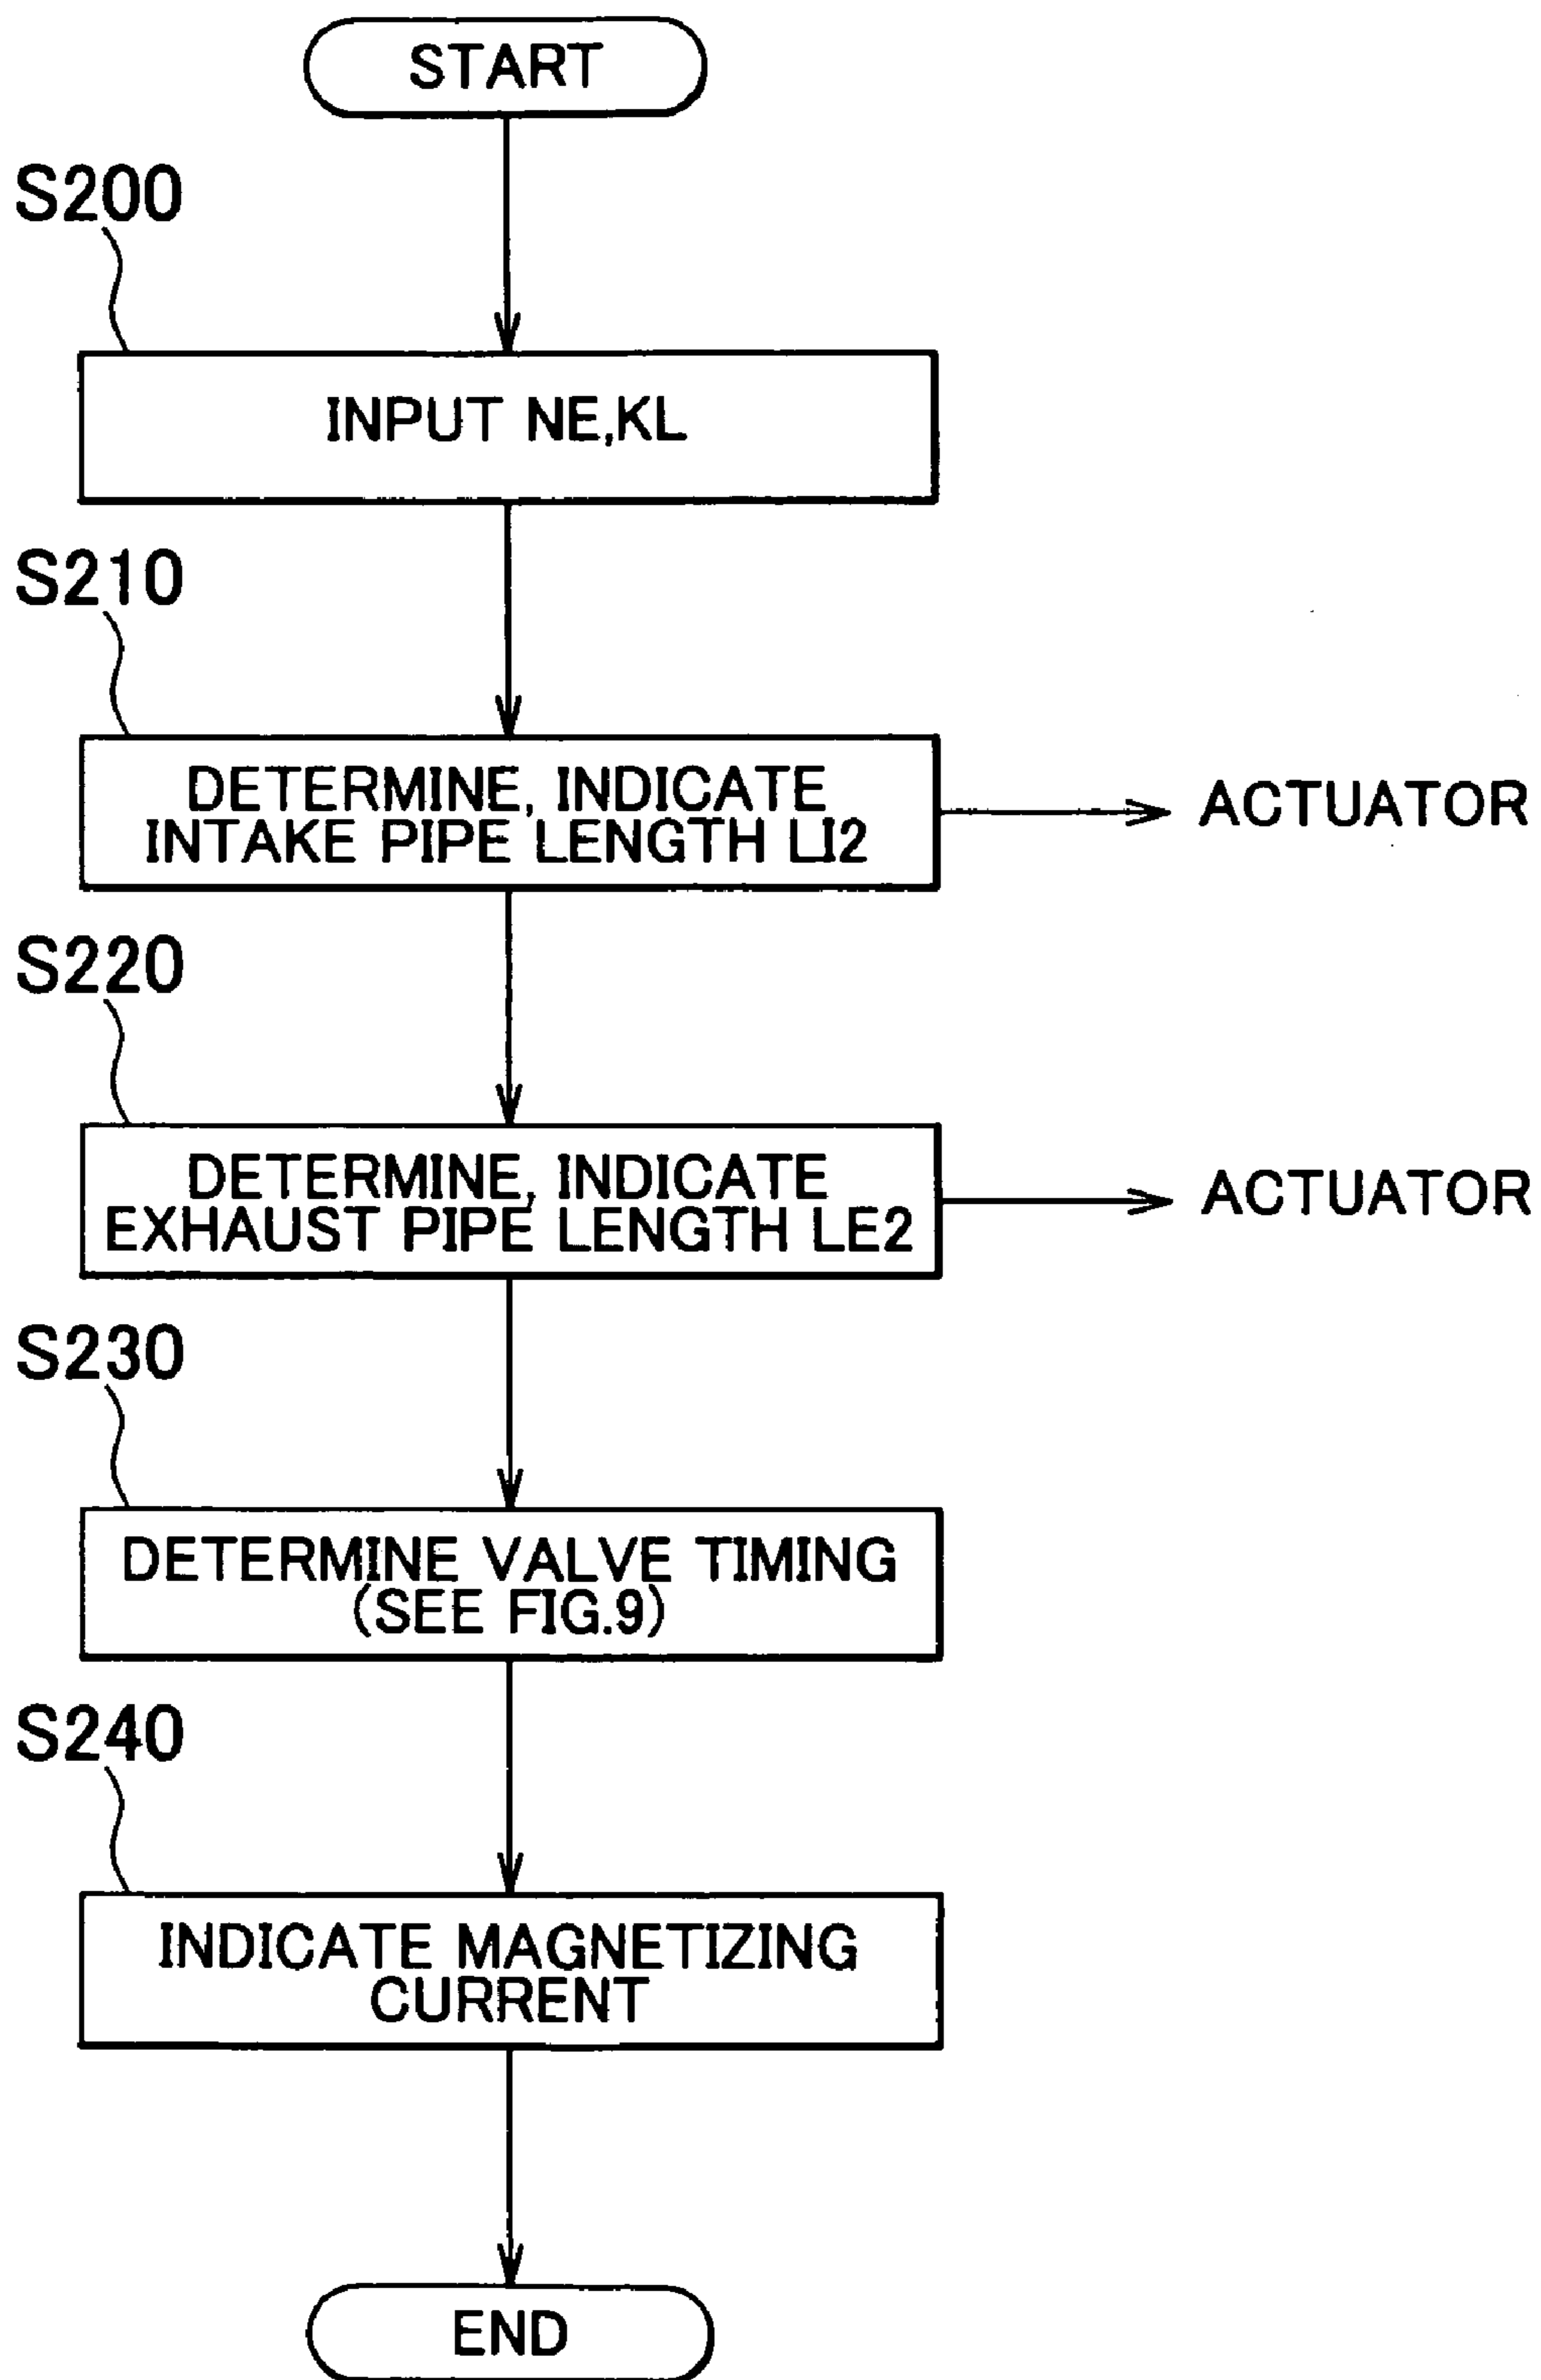 START
S200
INPUT NE,KL
S210
DETERMINE, INDICATE
INTAKE PIPE LENGTH LI2
ACTUATOR
S220
DETERMINE, INDICATE
EXHAUST PIPE LENGTH LE2
ACTUATOR
S230
DETERMINE VALVE TIMING
(SEE FIG.9)
S240
INDICATE MAGNETIZING
CURRENT
END